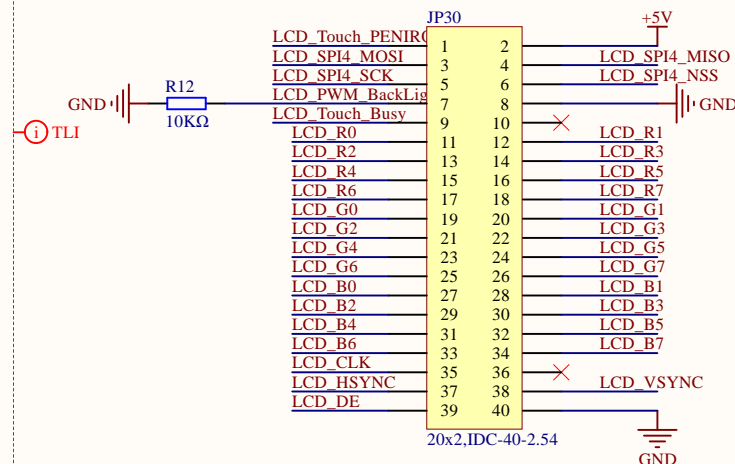 JP30
+5V
LCD_Touch_PENIRQ 1 2
LCD_SPI4_MOSI 3 4 LCD_SPI4_MISO
LCD_SPI4_SCK 5 6 LCD_SPI4_NSS
GND R12 10KΩ LCD_PWM_BackLig 7 8 GND
LCD_Touch_Busy 9 10
i TLI
LCD_R0 11 12 LCD_R1
LCD_R2 13 14 LCD_R3
LCD_R4 15 16 LCD_R5
LCD_R6 17 18 LCD_R7
LCD_G0 19 20 LCD_G1
LCD_G2 21 22 LCD_G3
LCD_G4 23 24 LCD_G5
LCD_G6 25 26 LCD_G7
LCD_B0 27 28 LCD_B1
LCD_B2 29 30 LCD_B3
LCD_B4 31 32 LCD_B5
LCD_B6 33 34 LCD_B7
LCD_CLK 35 36
LCD_HSYNC 37 38 LCD_VSYNC
LCD_DE 39 40
20x2,IDC-40-2.54
GND